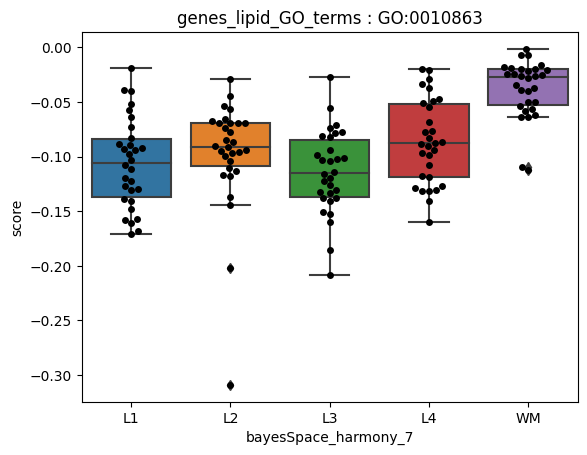 genes_lipid_GO_terms : GO:0010863
0.00
−0.05
−0.10
−0.15
−0.20
−0.25
−0.30
score
L1 L2 L3 L4 WM
bayesSpace_harmony_7